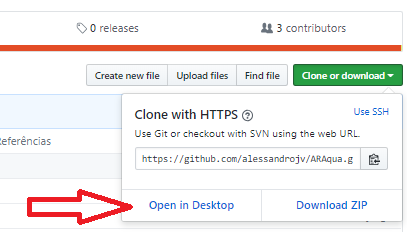 0 releases
3 contributors
Create new file
Upload files
Find file
Clone or download
Clone with HTTPS
Use SSH
Use Git or checkout with SVN using the web URL.
eferências
https://github.com/alessandrojv/ARAqua.g
Open in Desktop
Download ZIP